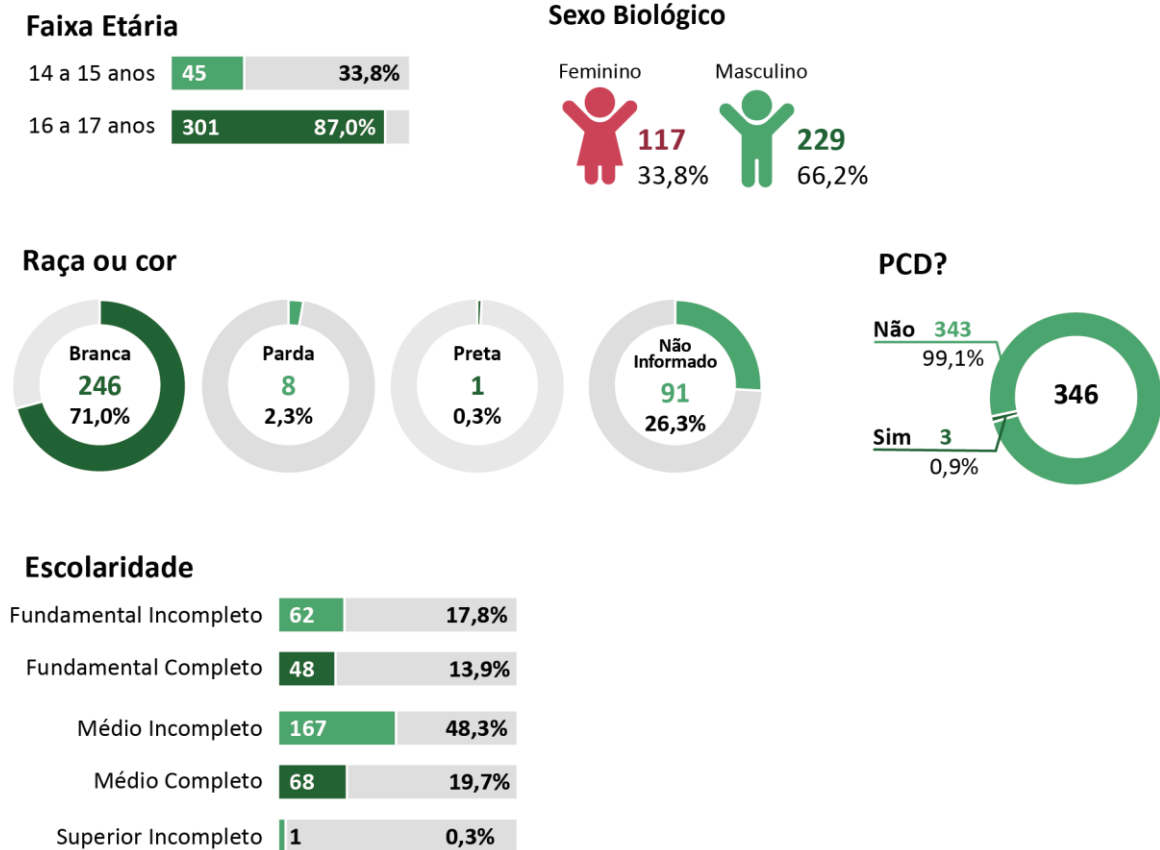 Faixa Etária
14 a 15 anos 45 33,8%
16 a 17 anos 301 87,0%
Sexo Biológico
Feminino
117
33,8%
Masculino
229
66,2%
Raça ou cor
Branca
246
71,0%
Parda
8
2,3%
Preta
1
0,3%
Não
Informado
91
26,3%
PCD?
Não 343
99,1%
346
Sim 3
0,9%
Escolaridade
Fundamental Incompleto 62 17,8%
Fundamental Completo 48 13,9%
Médio Incompleto 167 48,3%
Médio Completo 68 19,7%
Superior Incompleto 1 0,3%